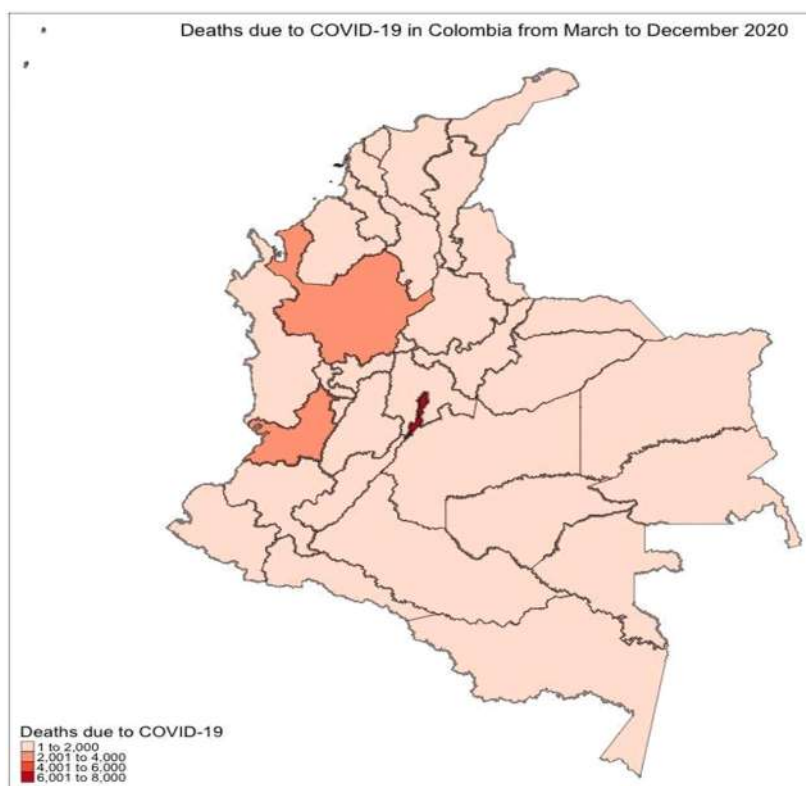 Deaths due to COVID-19 in Colombia from March to December 2020
Deaths due to COVID-19
1 to 2,000
2,001 to 4,000
4,001 to 6,000
6,001 to 8,000